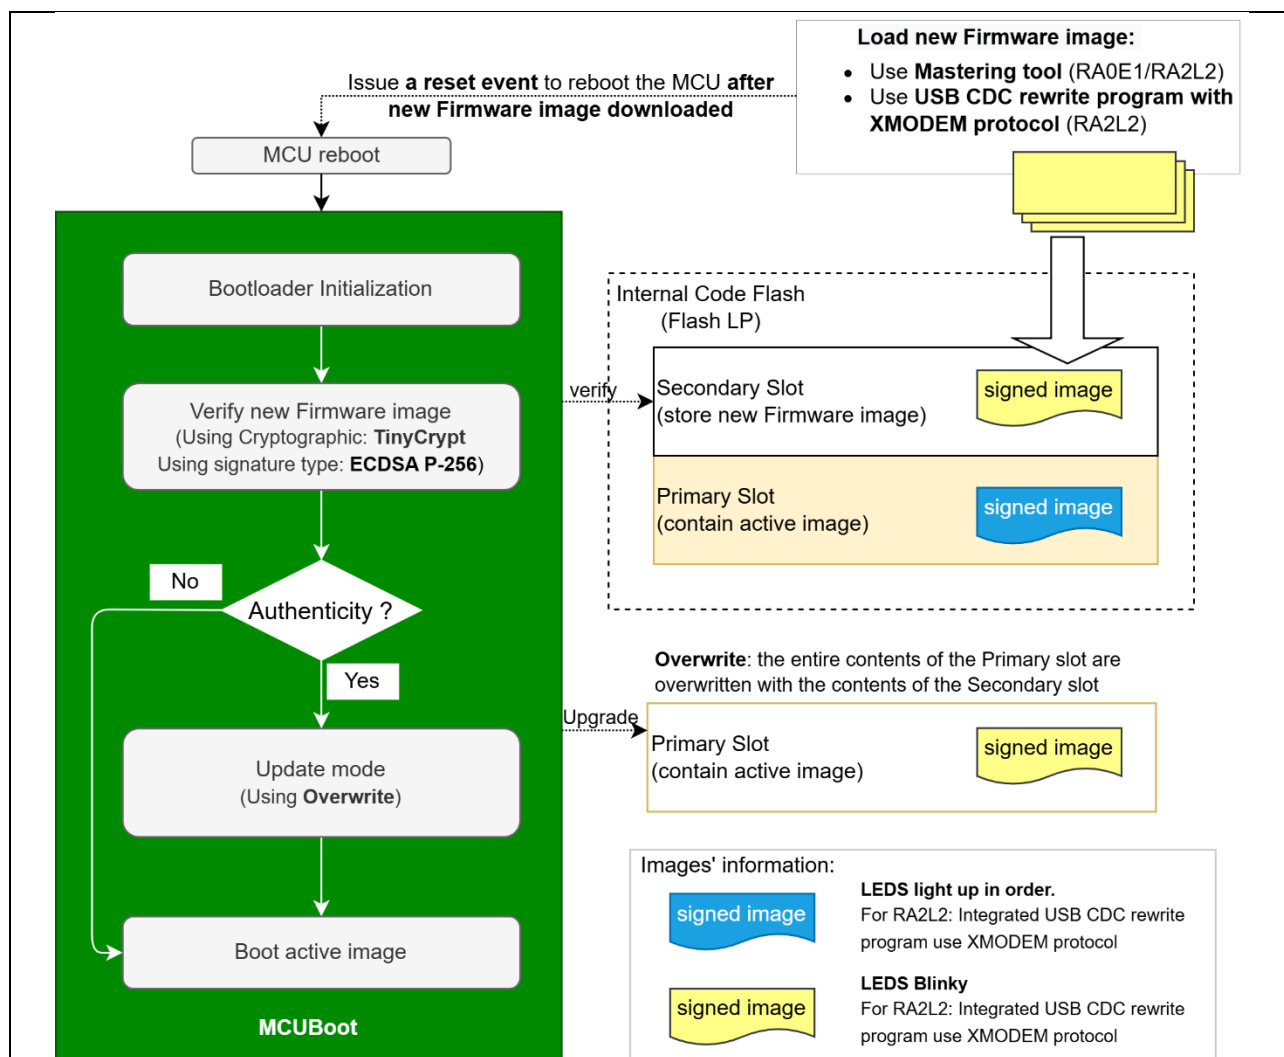 Load new Firmware image:
• Use Mastering tool (RA0E1/RA2L2)
• Use USB CDC rewrite program with
XMODEM protocol (RA2L2)
Issue a reset event to reboot the MCU after
new Firmware image downloaded
MCU reboot
Bootloader Initialization
Verify new Firmware image
(Using Cryptographic: TinyCrypt
Using signature type: ECDSA P-256)
verify
Internal Code Flash
(Flash LP)
Secondary Slot
(store new Firmware image)
signed image
Primary Slot
(contain active image)
signed image
Authenticity ?
No
Yes
Overwrite: the entire contents of the Primary slot are
overwritten with the contents of the Secondary slot
Upgrade
Primary Slot
(contain active image)
signed image
Update mode
(Using Overwrite)
Boot active image
MCUBoot
Images' information:
signed image
LEDS light up in order.
For RA2L2: Integrated USB CDC rewrite
program use XMODEM protocol
signed image
LEDS Blinky
For RA2L2: Integrated USB CDC rewrite
program use XMODEM protocol